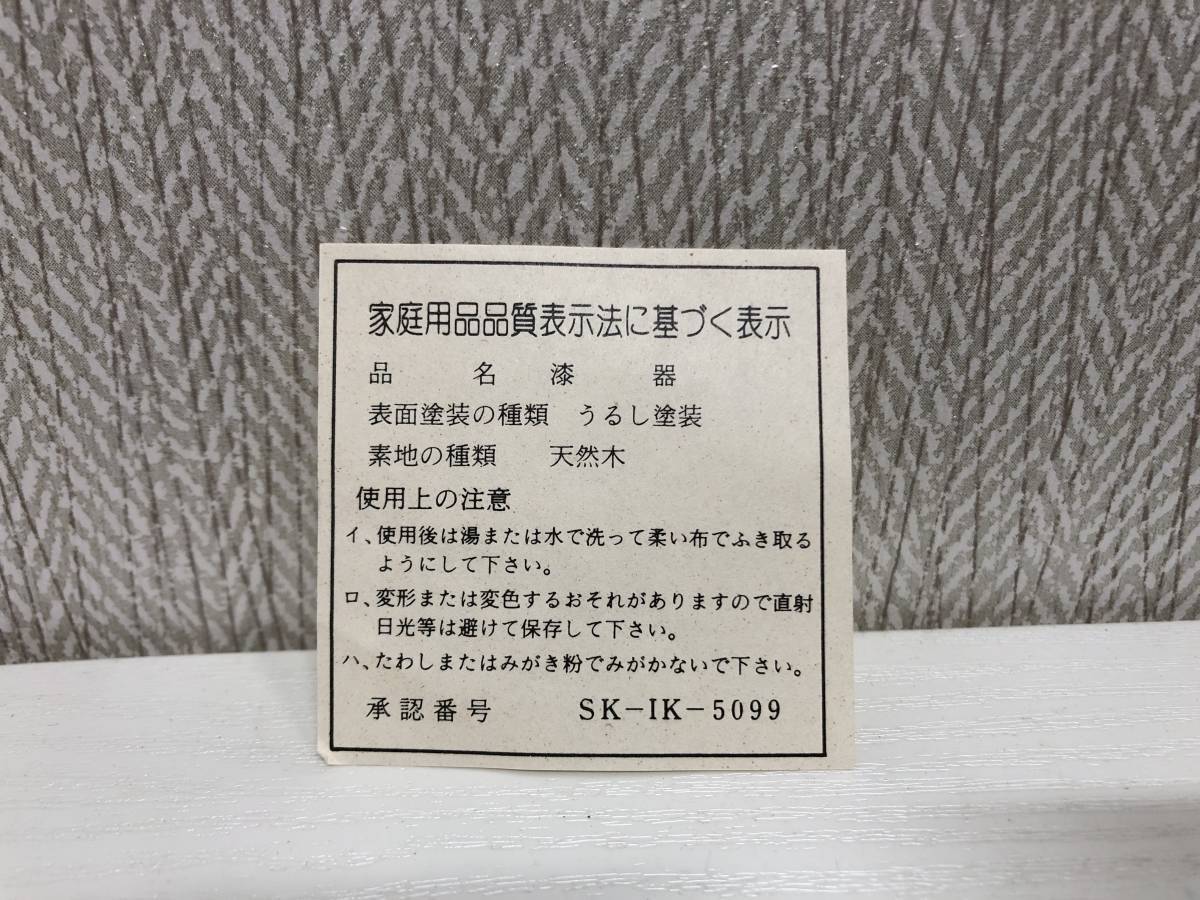 家庭用品品質表示法に基づく表示
品名 漆器
表面塗装の種類 うるし塗装
素地の種類 天然木
使用上の注意
イ、使用後は湯または水で洗って柔い布でふき取る
ようにして下さい。
ロ、変形または変色するおそれがありますので直射
日光等は避けて保存して下さい。
ハ、たわしまたはみがき粉でみがかないで下さい。
承認番号 SK-IK-5099